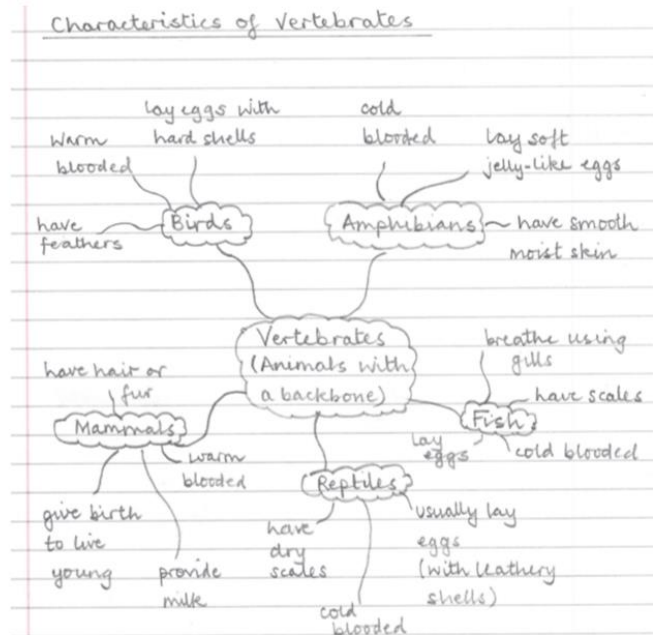 Characteristics of Vertebrates
lay eggs with
hard shells
warm
blooded
have
feathers
Birds
cold
blooded
lay soft
jelly-like eggs
Amphibians
have smooth
moist skin
Vertebrates
(Animals with
a backbone)
breathe using
gills
have scales
Fish
lay
eggs
cold blooded
have hair or
fur
Mammals
warm
blooded
give birth
to live
young
provide
milk
Reptiles
have
dry
scales
cold
blooded
usually lay
eggs
(with leathery
shells)